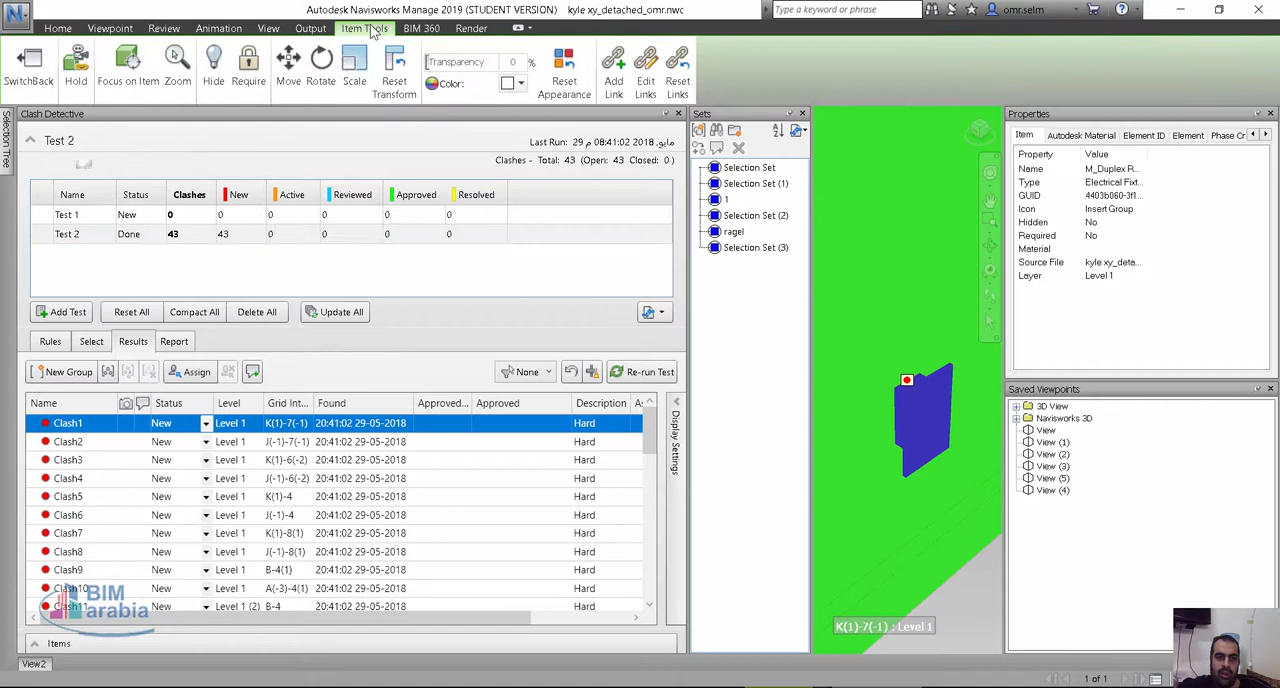 Autodesk Navisworks Manage 2019 (STUDENT VERSION) kyle xy_detached_omr.nwc
Type a keyword or phrase
omr.selm
Home Viewpoint Review Animation View Output Item Tools BIM 360 Render
SwitchBack Hold Focus on Item Zoom Hide Require Move Rotate Scale Reset Transform
Transparency 0 %
Color:
Reset Appearance
Add Link
Edit Links
Reset Links
Selection Tree
Clash Detective
Test 2
Last Run: 29 مايو, 2018 08:41:02 م
Clashes - Total: 43 (Open: 43 Closed: 0 )
Name Status Clashes New Active Reviewed Approved Resolved
Test 1 New 0 0 0 0 0 0
Test 2 Done 43 43 0 0 0 0
Add Test Reset All Compact All Delete All Update All
Rules Select Results Report
New Group Assign None Re-run Test
Name Status Level Grid Int... Found Approved... Approved Description
Clash1 New Level 1 K(1)-7(-1) 20:41:02 29-05-2018 Hard
Clash2 New Level 1 J(-1)-7(-1) 20:41:02 29-05-2018 Hard
Clash3 New Level 1 K(1)-6(-2) 20:41:02 29-05-2018 Hard
Clash4 New Level 1 J(-1)-6(-2) 20:41:02 29-05-2018 Hard
Clash5 New Level 1 K(1)-4 20:41:02 29-05-2018 Hard
Clash6 New Level 1 J(-1)-4 20:41:02 29-05-2018 Hard
Clash7 New Level 1 K(1)-8(1) 20:41:02 29-05-2018 Hard
Clash8 New Level 1 J(-1)-8(1) 20:41:02 29-05-2018 Hard
Clash9 New Level 1 B-4(1) 20:41:02 29-05-2018 Hard
Clash10 New Level 1 A(-3)-4(1) 20:41:02 29-05-2018 Hard
Clash11 New Level 1 (2) B-4 20:41:02 29-05-2018 Hard
BIM
arabia
Display Settings
Items
View2
Sets
Selection Set
Selection Set (1)
1
Selection Set (2)
ragel
Selection Set (3)
K(1)-7(-1) : Level 1
Properties
Item Autodesk Material Element ID Element Phase Cr
Property Value
Name M_Duplex R...
Type Electrical Fixt...
GUID 4403b060-3f1...
Icon Insert Group
Hidden No
Required No
Material
Source File kyle xy_deta...
Layer Level 1
Saved Viewpoints
3D View
Navisworks 3D
View
View (1)
View (2)
View (3)
View (5)
View (4)
1 of 1